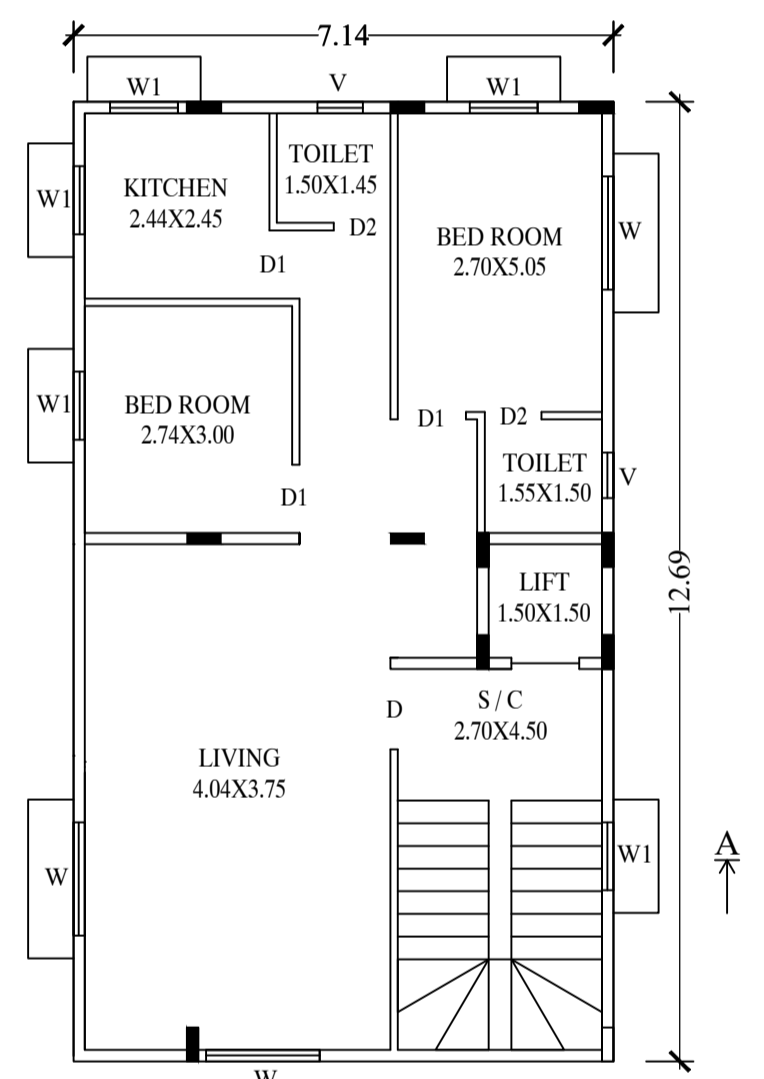 7.14
W1
V
W1
TOILET
1.50X1.45
KITCHEN
2.44X2.45
W1
D2
BED ROOM
2.70X5.05
W
D1
W1
BED ROOM
2.74X3.00
D1
D2
TOILET
1.55X1.50
V
D1
12.69
LIFT
1.50X1.50
S / C
2.70X4.50
D
LIVING
4.04X3.75
W
W1
A
W